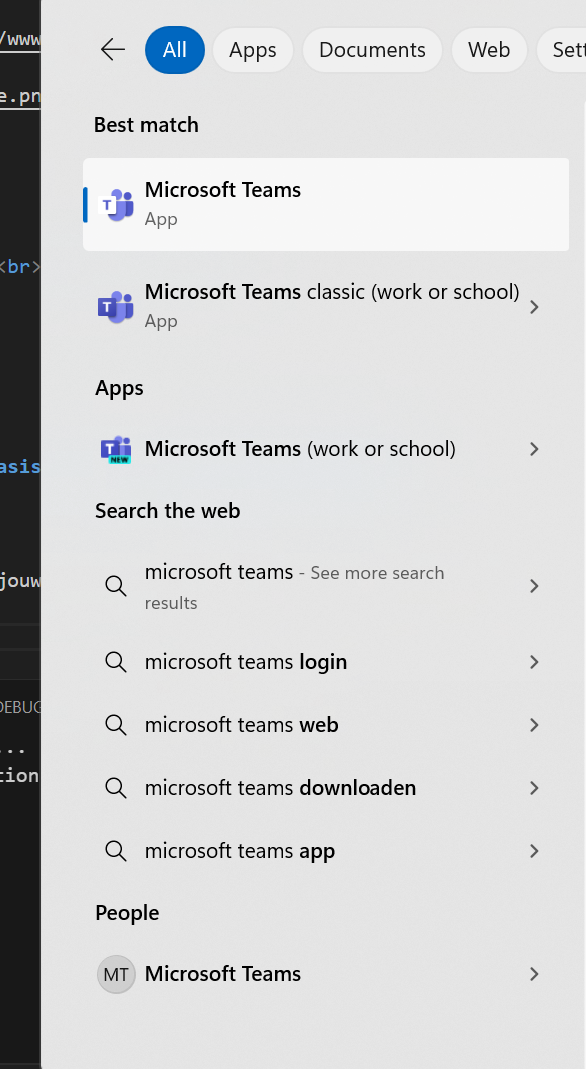 /www
All
Apps
Documents
Web
Sett
e.pn
Best match
T
Microsoft Teams
App
<br>
T
Microsoft Teams classic (work or school)
App
Apps
T
NEW
Microsoft Teams (work or school)
asis
Search the web
microsoft teams - See more search
results
jouw
microsoft teams login
DEBUG
microsoft teams web
...
tion
microsoft teams downloaden
microsoft teams app
People
MT
Microsoft Teams